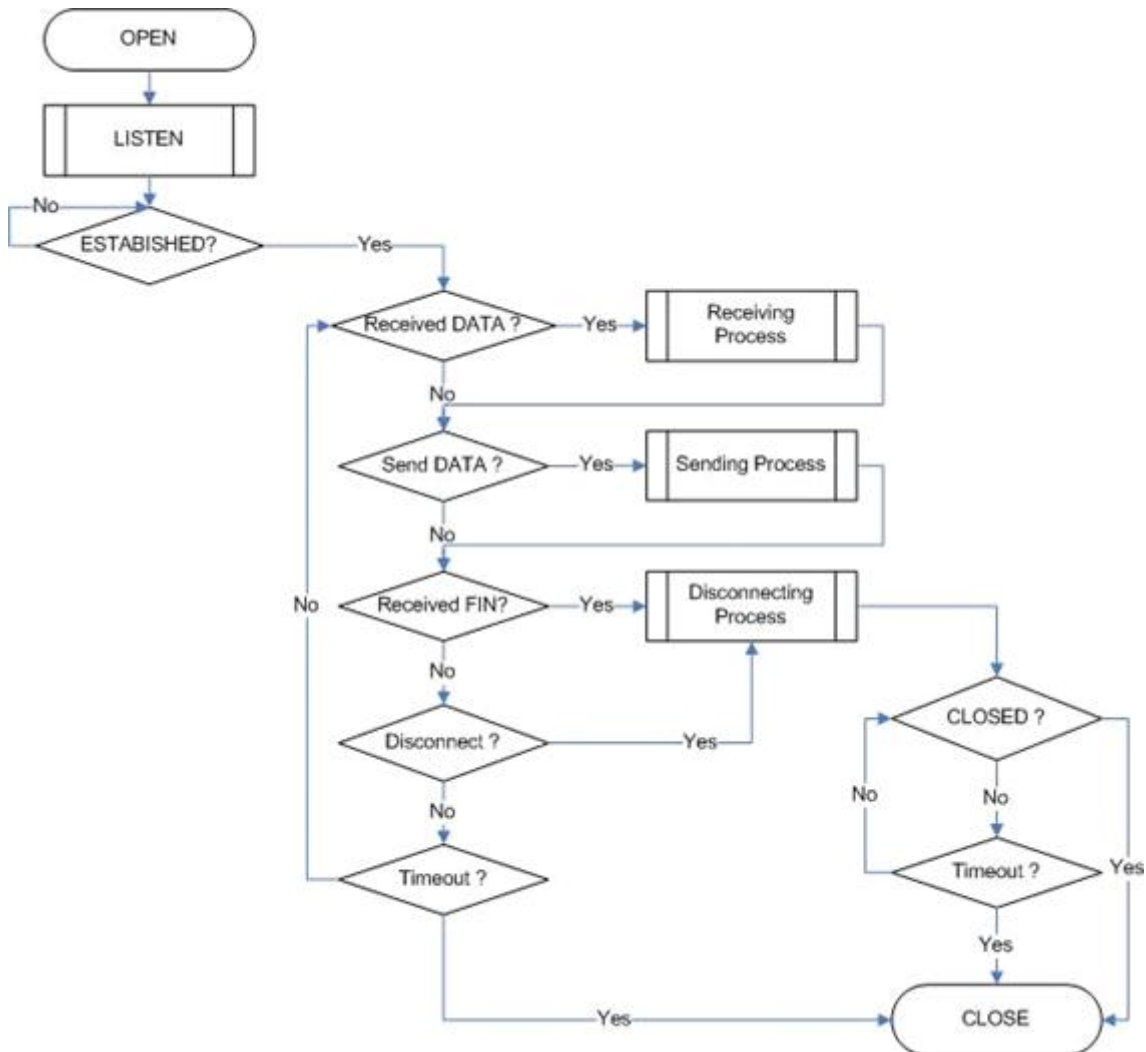 OPEN
LISTEN
No
ESTABISHED?
Yes
Received DATA ?
Yes
Receiving
Process
No
Send DATA ?
Yes
Sending Process
No
Received FIN?
Yes
Disconnecting
Process
No
No
Disconnect ?
Yes
CLOSED ?
No
No
No
Timeout ?
Timeout ?
Yes
Yes
Yes
CLOSE